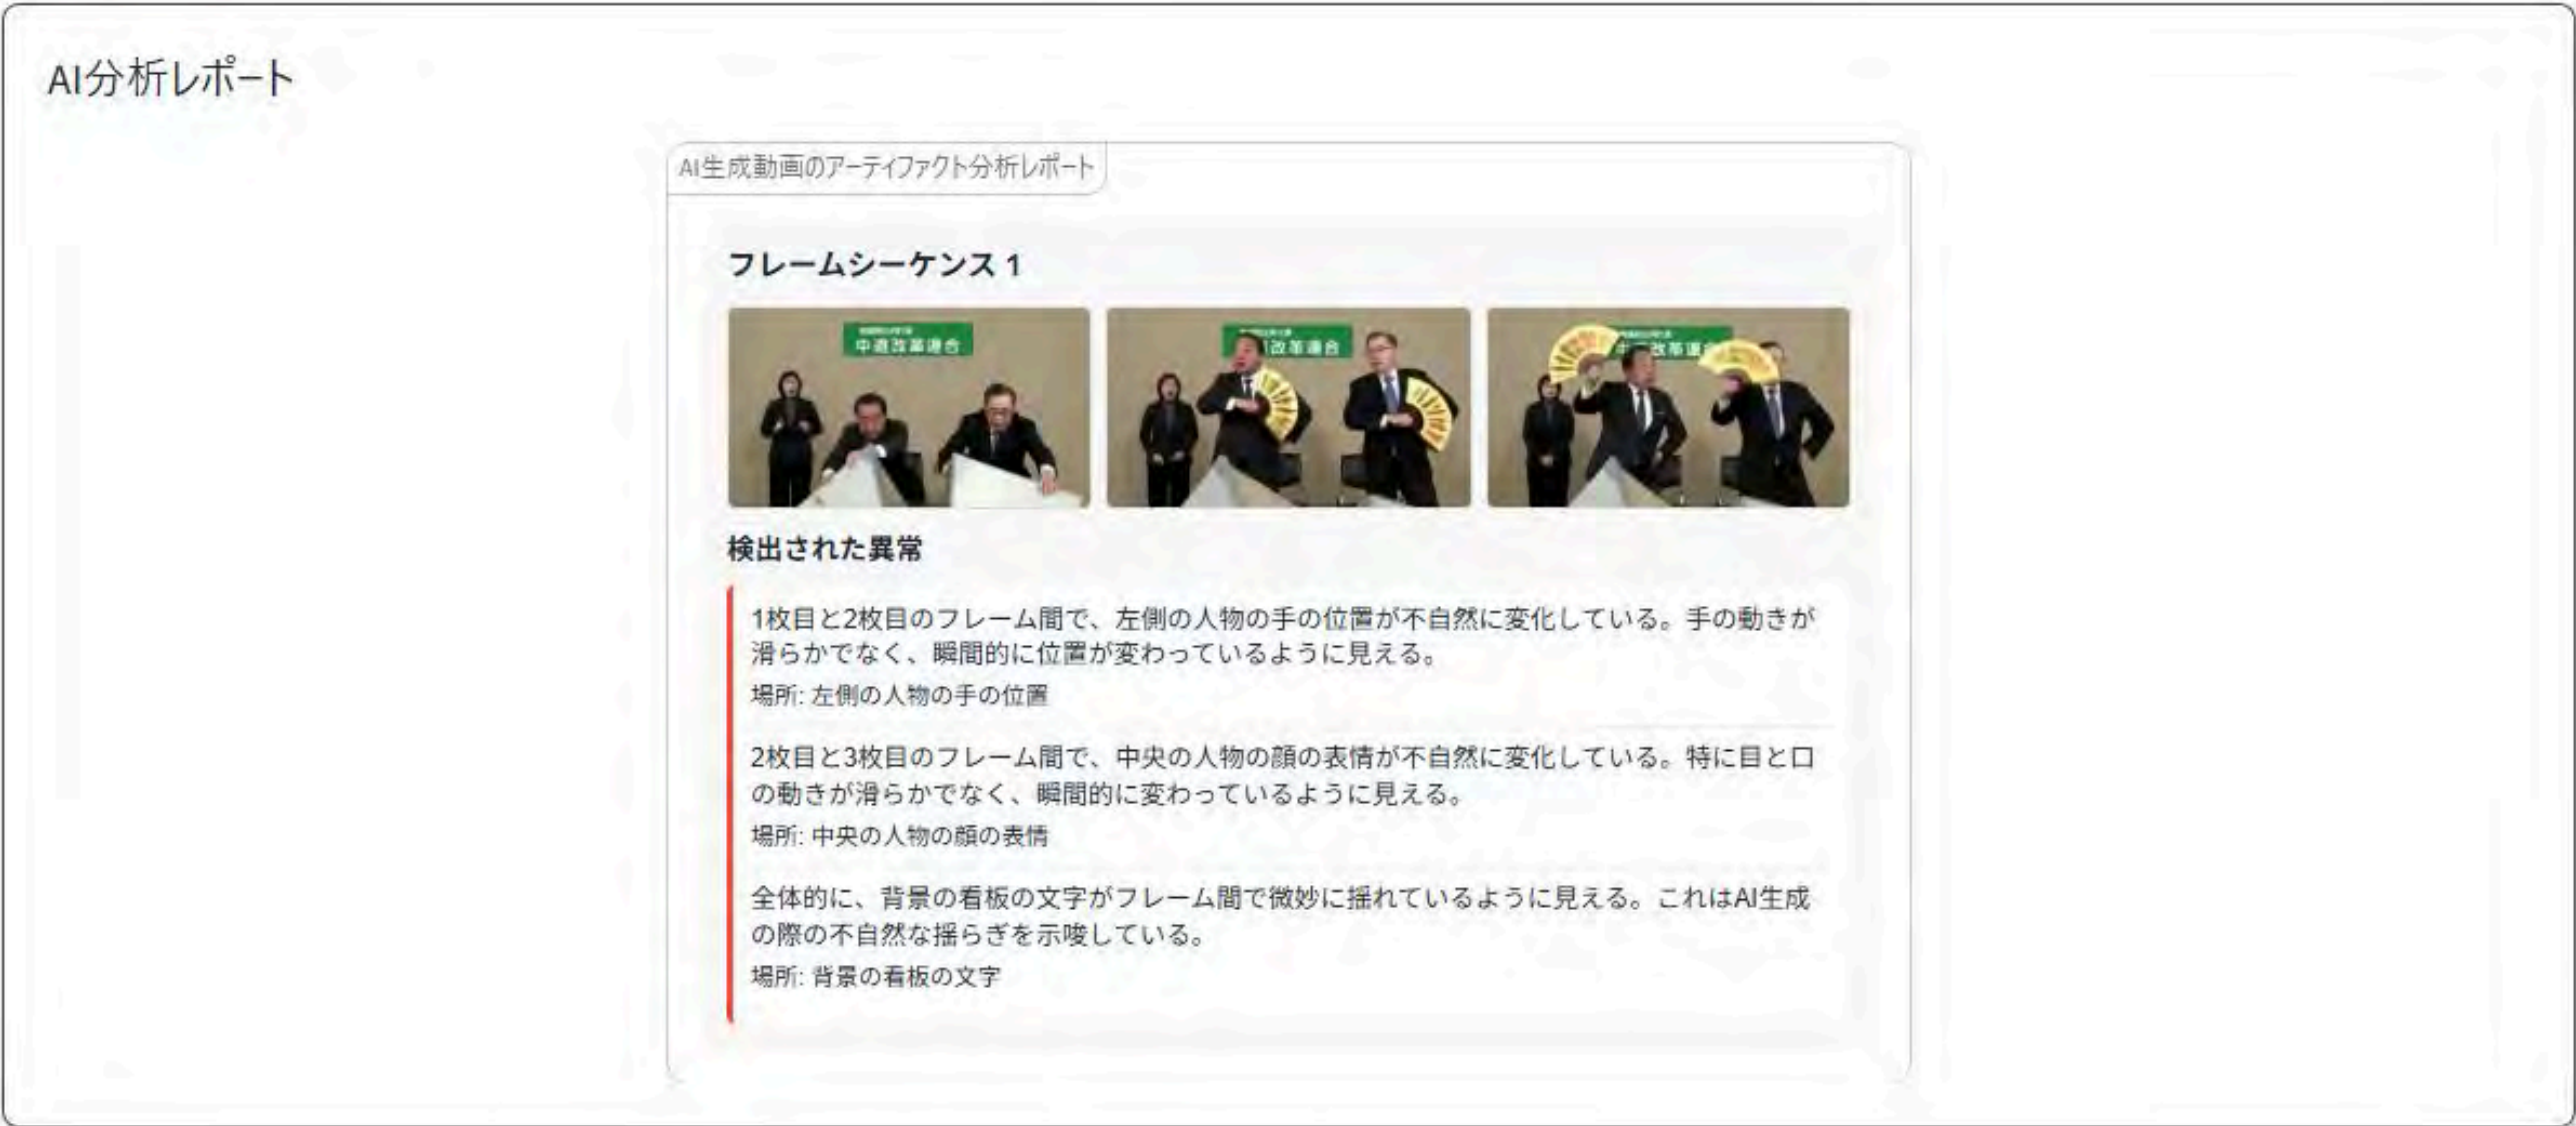 AI分析レポート
AI生成動画のアーティファクト分析レポート
フレームシーケンス 1
中道改革連合
改革連合
改革連
検出された異常
1枚目と2枚目のフレーム間で、左側の人物の手の位置が不自然に変化している。手の動きが
滑らかでなく、瞬間的に位置が変わっているように見える。
場所: 左側の人物の手の位置
2枚目と3枚目のフレーム間で、中央の人物の顔の表情が不自然に変化している。特に目と口
の動きが滑らかでなく、瞬間的に変わっているように見える。
場所: 中央の人物の顔の表情
全体的に、背景の看板の文字がフレーム間で微妙に揺れているように見える。これはAI生成
の際の不自然な揺らぎを示唆している。
場所: 背景の看板の文字